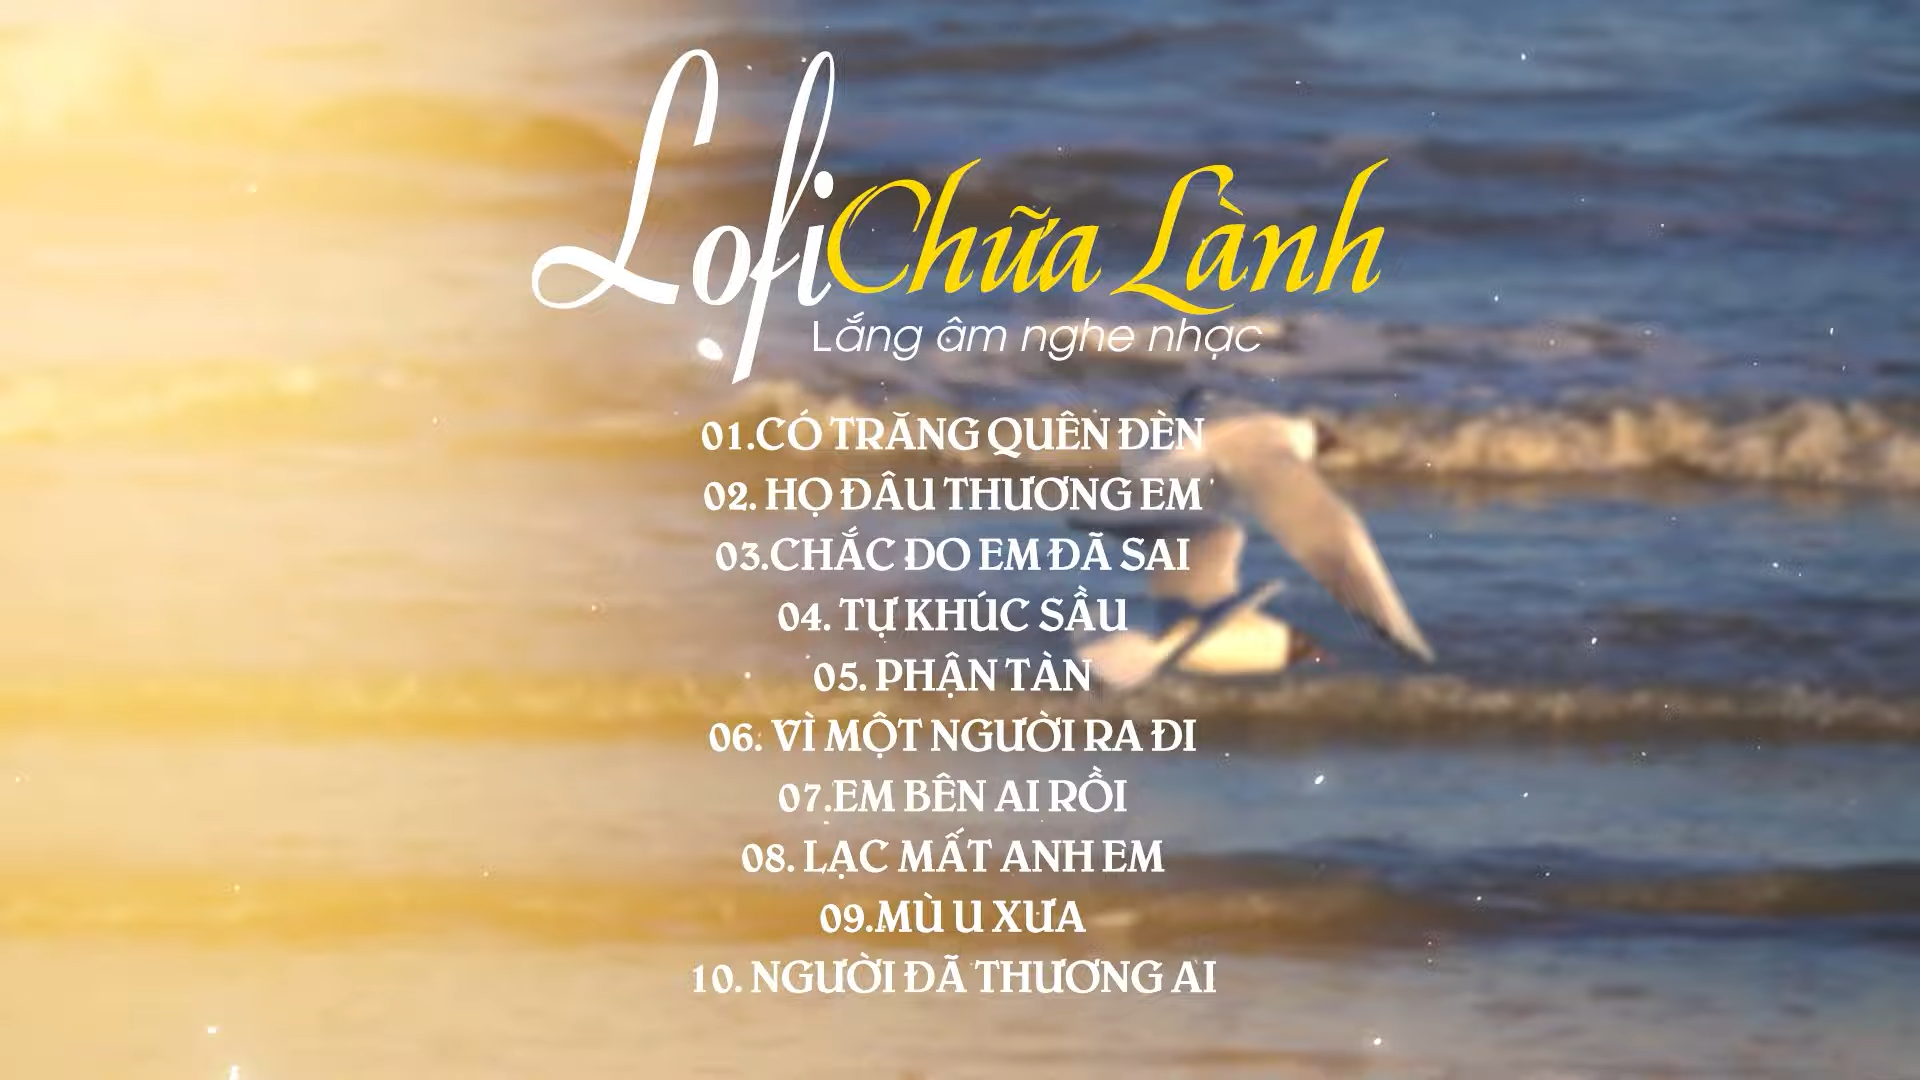 Lofi Chữa Lành
Lắng âm nghe nhạc
01.CÓ TRĂNG QUÊN ĐÈN
02. HỌ ĐÂU THƯƠNG EM
03.CHẮC DO EM ĐÃ SAI
04. TỰ KHÚC SẦU
05. PHẬN TÀN
06. VÌ MỘT NGƯỜI RA ĐI
07.EM BÊN AI RỒI
08. LẠC MẤT ANH EM
09.MÙ U XƯA
10. NGƯỜI ĐÃ THƯƠNG AI